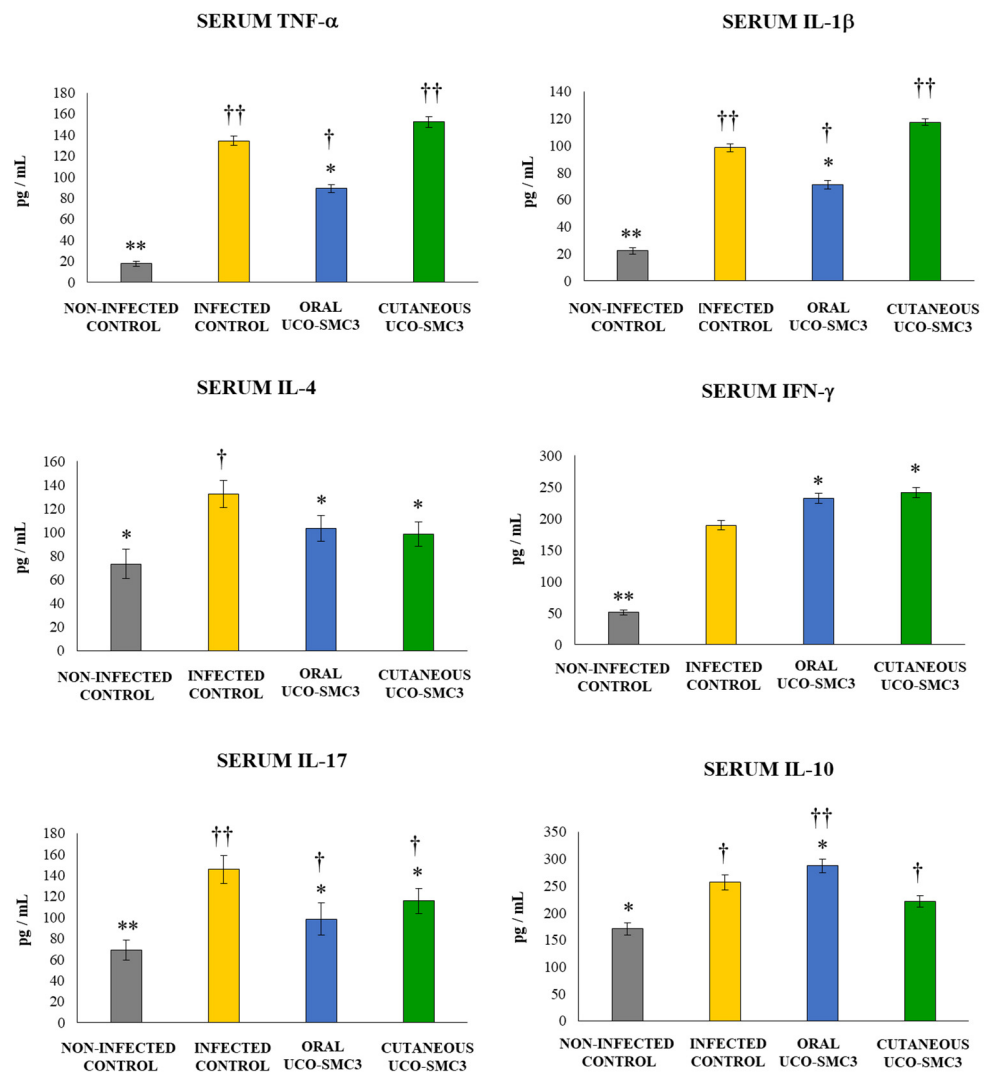 SERUM TNF-α
††
††
†
*
**
pg / mL
180
160
140
120
100
80
60
40
20
0
NON-INFECTED CONTROL
INFECTED CONTROL
ORAL UCO-SMC3
CUTANEOUS UCO-SMC3
SERUM IL-1β
††
††
†
*
**
pg / mL
140
120
100
80
60
40
20
0
NON-INFECTED CONTROL
INFECTED CONTROL
ORAL UCO-SMC3
CUTANEOUS UCO-SMC3
SERUM IL-4
†
*
*
*
pg / mL
160
140
120
100
80
60
40
20
0
NON-INFECTED CONTROL
INFECTED CONTROL
ORAL UCO-SMC3
CUTANEOUS UCO-SMC3
SERUM IFN-γ
*
*
**
pg / mL
300
250
200
150
100
50
0
NON-INFECTED CONTROL
INFECTED CONTROL
ORAL UCO-SMC3
CUTANEOUS UCO-SMC3
SERUM IL-17
††
†
†
*
*
**
pg / mL
180
160
140
120
100
80
60
40
20
0
NON-INFECTED CONTROL
INFECTED CONTROL
ORAL UCO-SMC3
CUTANEOUS UCO-SMC3
SERUM IL-10
††
†
*
†
*
pg / mL
350
300
250
200
150
100
50
0
NON-INFECTED CONTROL
INFECTED CONTROL
ORAL UCO-SMC3
CUTANEOUS UCO-SMC3